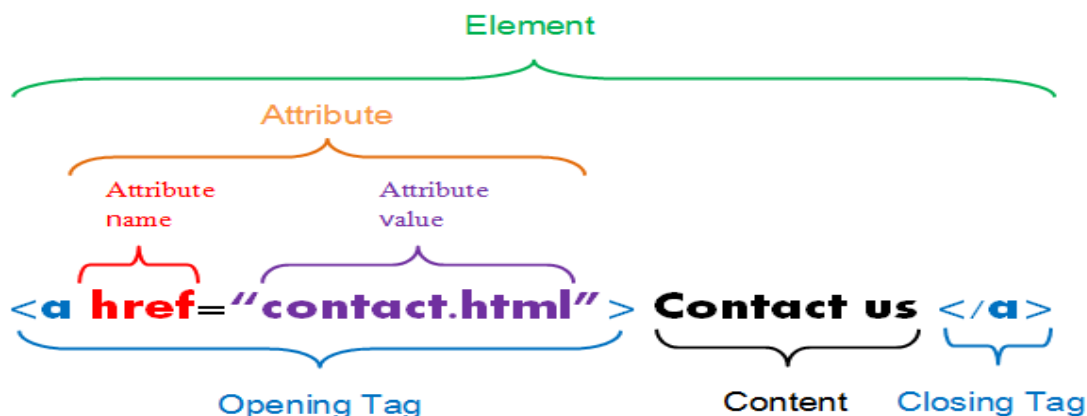 Element
Attribute
Attribute name
Attribute value
<a href=“contact.html”> Contact us </a>
Opening Tag
Content
Closing Tag